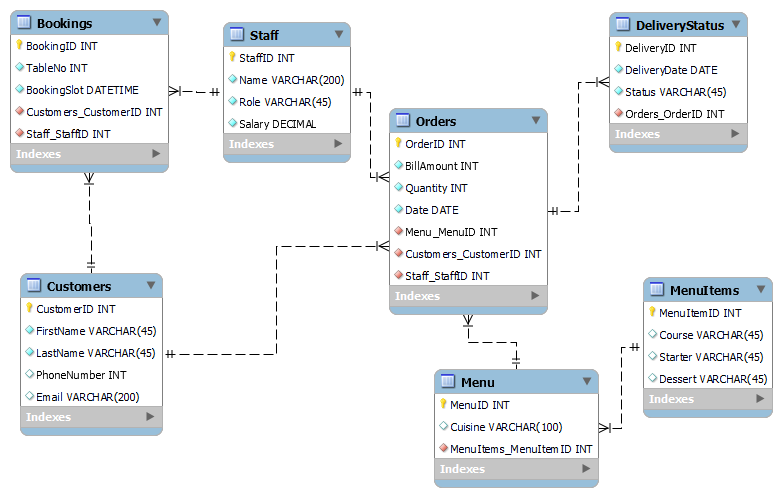 Bookings
BookingID INT
TableNo INT
BookingSlot DATETIME
Customers_CustomerID INT
Staff_StaffID INT
Indexes
Staff
StaffID INT
Name VARCHAR(200)
Role VARCHAR(45)
Salary DECIMAL
Indexes
DeliveryStatus
DeliveryID INT
DeliveryDate DATE
Status VARCHAR(45)
Orders_OrderID INT
Indexes
Orders
OrderID INT
BillAmount INT
Quantity INT
Date DATE
Menu_MenuID INT
Customers_CustomerID INT
Staff_StaffID INT
Indexes
Customers
CustomerID INT
FirstName VARCHAR(45)
LastName VARCHAR(45)
PhoneNumber INT
Email VARCHAR(200)
Indexes
MenuItems
MenuItemID INT
Course VARCHAR(45)
Starter VARCHAR(45)
Dessert VARCHAR(45)
Indexes
Menu
MenuID INT
Cuisine VARCHAR(100)
MenuItems_MenuItemID INT
Indexes